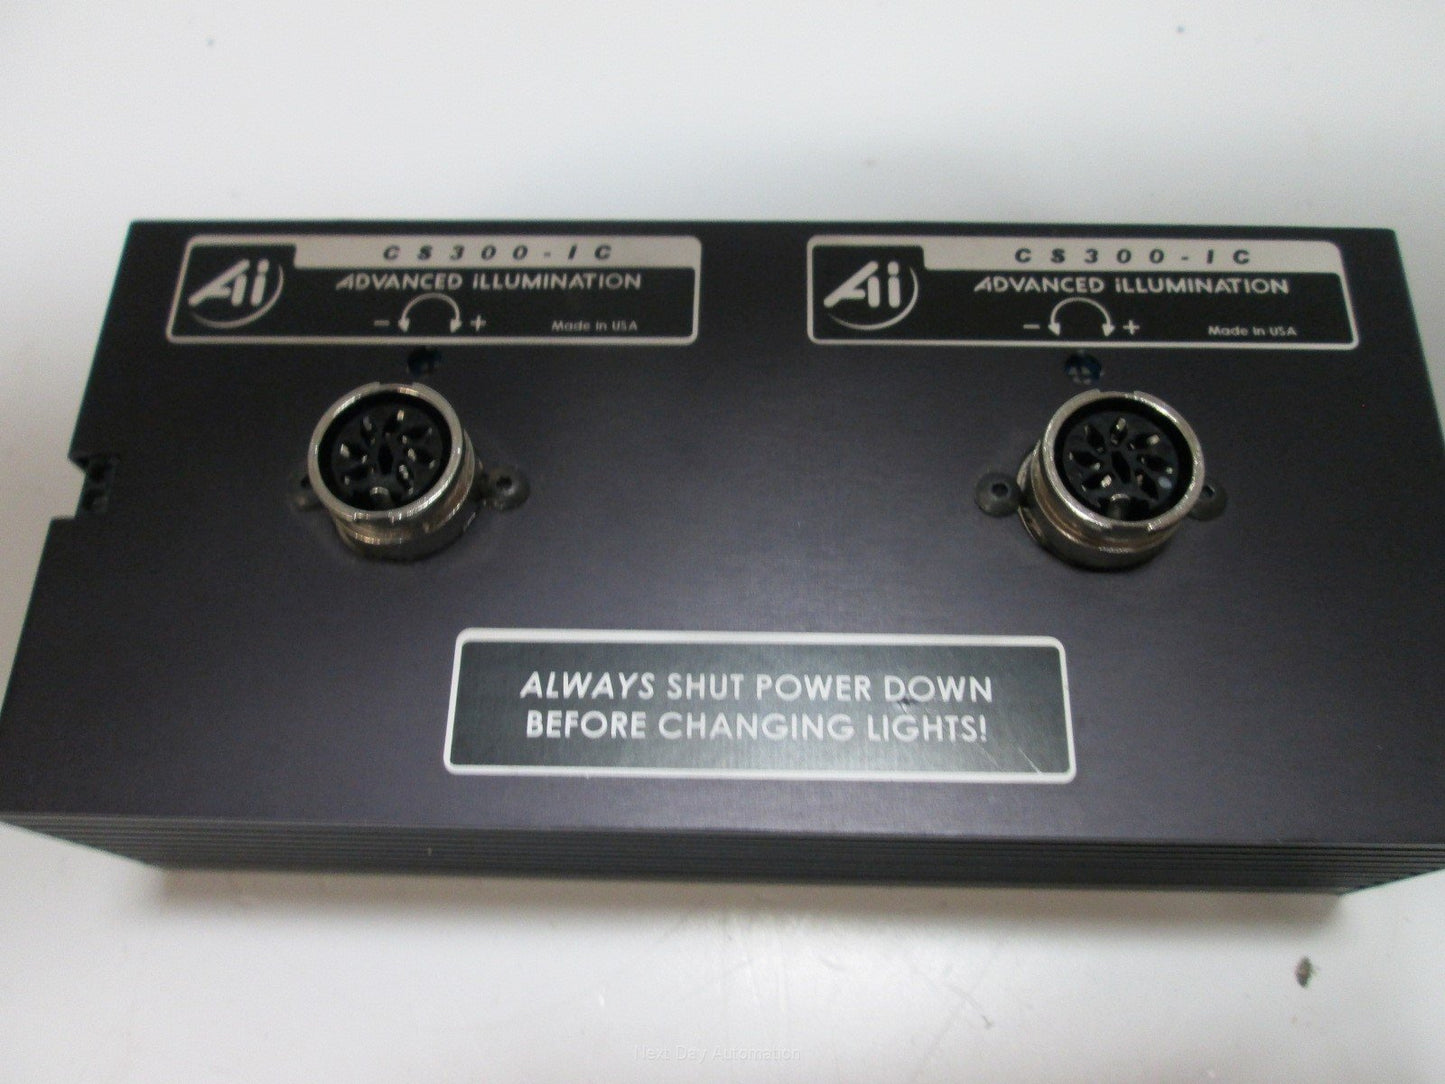 CS300-IC
Ai ADVANCED iLLUMINATION
- +
Made in USA
CS300-IC
Ai ADVANCED iLLUMINATION
- +
Made in USA
ALWAYS SHUT POWER DOWN
BEFORE CHANGING LIGHTS!
Next Day Automation